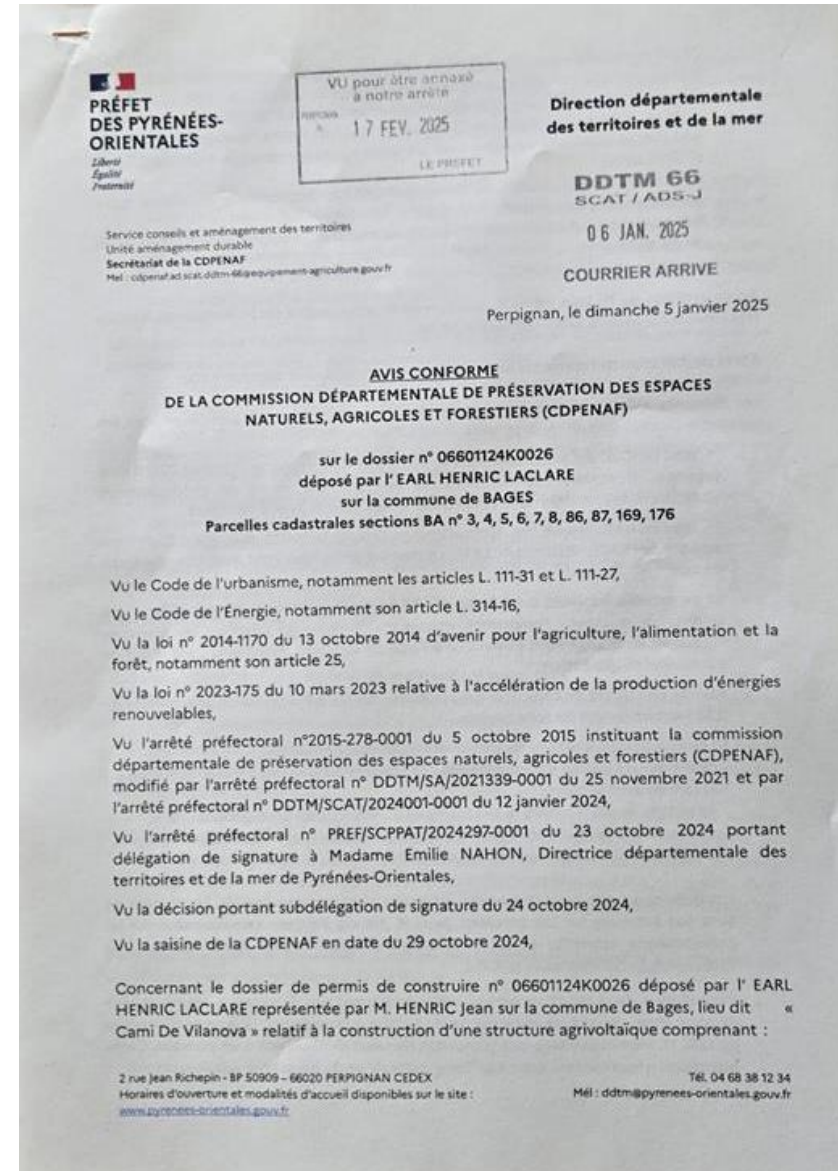 PRÉFET
DES PYRÉNÉES-
ORIENTALES
Liberté
Égalité
Fraternité
VU pour être annexé
à notre arrêté
17 FEV. 2025
LE PREFET
Direction départementale
des territoires et de la mer
DDTM 66
SCAT / ADS-J
06 JAN. 2025
COURRIER ARRIVE
Service conseils et aménagement des territoires
Unité aménagement durable
Secrétariat de la CDPENAF
Mel : cdpenaf.ad.scat.ddtm-66@equipement-agriculture.gouv.fr
Perpignan, le dimanche 5 janvier 2025
AVIS CONFORME
DE LA COMMISSION DÉPARTEMENTALE DE PRÉSERVATION DES ESPACES
NATURELS, AGRICOLES ET FORESTIERS (CDPENAF)
sur le dossier n° 06601124K0026
déposé par l' EARL HENRIC LACLARE
sur la commune de BAGES
Parcelles cadastrales sections BA n° 3, 4, 5, 6, 7, 8, 86, 87, 169, 176
Vu le Code de l'urbanisme, notamment les articles L. 111-31 et L. 111-27,
Vu le Code de l'Énergie, notamment son article L. 314-16,
Vu la loi n° 2014-1170 du 13 octobre 2014 d'avenir pour l'agriculture, l'alimentation et la
forêt, notamment son article 25,
Vu la loi n° 2023-175 du 10 mars 2023 relative à l'accélération de la production d'énergies
renouvelables,
Vu l'arrêté préfectoral n°2015-278-0001 du 5 octobre 2015 instituant la commission
départementale de préservation des espaces naturels, agricoles et forestiers (CDPENAF),
modifié par l'arrêté préfectoral n° DDTM/SA/2021339-0001 du 25 novembre 2021 et par
l'arrêté préfectoral n° DDTM/SCAT/2024001-0001 du 12 janvier 2024,
Vu l'arrêté préfectoral n° PREF/SCPPAT/2024297-0001 du 23 octobre 2024 portant
délégation de signature à Madame Emilie NAHON, Directrice départementale des
territoires et de la mer de Pyrénées-Orientales,
Vu la décision portant subdélégation de signature du 24 octobre 2024,
Vu la saisine de la CDPENAF en date du 29 octobre 2024,
Concernant le dossier de permis de construire n° 06601124K0026 déposé par l' EARL
HENRIC LACLARE représentée par M. HENRIC Jean sur la commune de Bages, lieu dit «
Cami De Vilanova » relatif à la construction d'une structure agrivoltaïque comprenant :
2 rue Jean Richepin - BP 50909 – 66020 PERPIGNAN CEDEX
Horaires d'ouverture et modalités d'accueil disponibles sur le site :
www.pyrenees-orientales.gouv.fr
Tél. 04 68 38 12 34
Mél : ddtm@pyrenees-orientales.gouv.fr